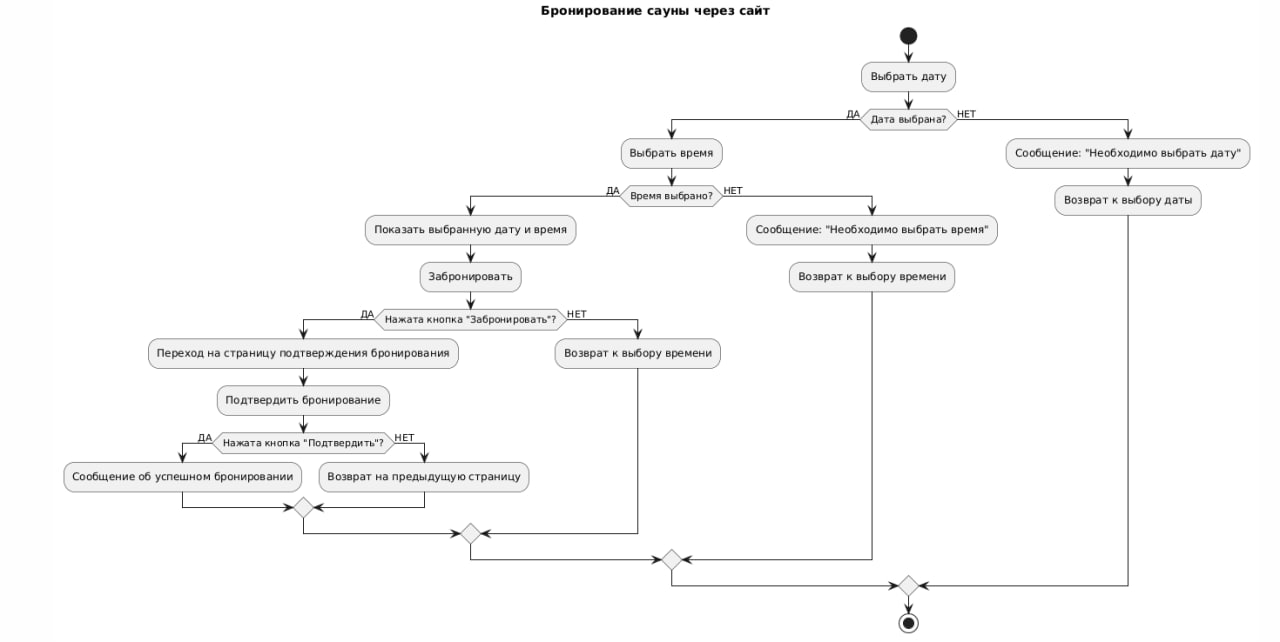 Бронирование сауны через сайт
Выбрать дату
ДА
Дата выбрана?
НЕТ
Выбрать время
Сообщение: "Необходимо выбрать дату"
ДА
Время выбрано?
НЕТ
Возврат к выбору даты
Показать выбранную дату и время
Сообщение: "Необходимо выбрать время"
Забронировать
Возврат к выбору времени
ДА
Нажата кнопка "Забронировать"?
НЕТ
Переход на страницу подтверждения бронирования
Возврат к выбору времени
Подтвердить бронирование
ДА
Нажата кнопка "Подтвердить"?
НЕТ
Сообщение об успешном бронировании
Возврат на предыдущую страницу